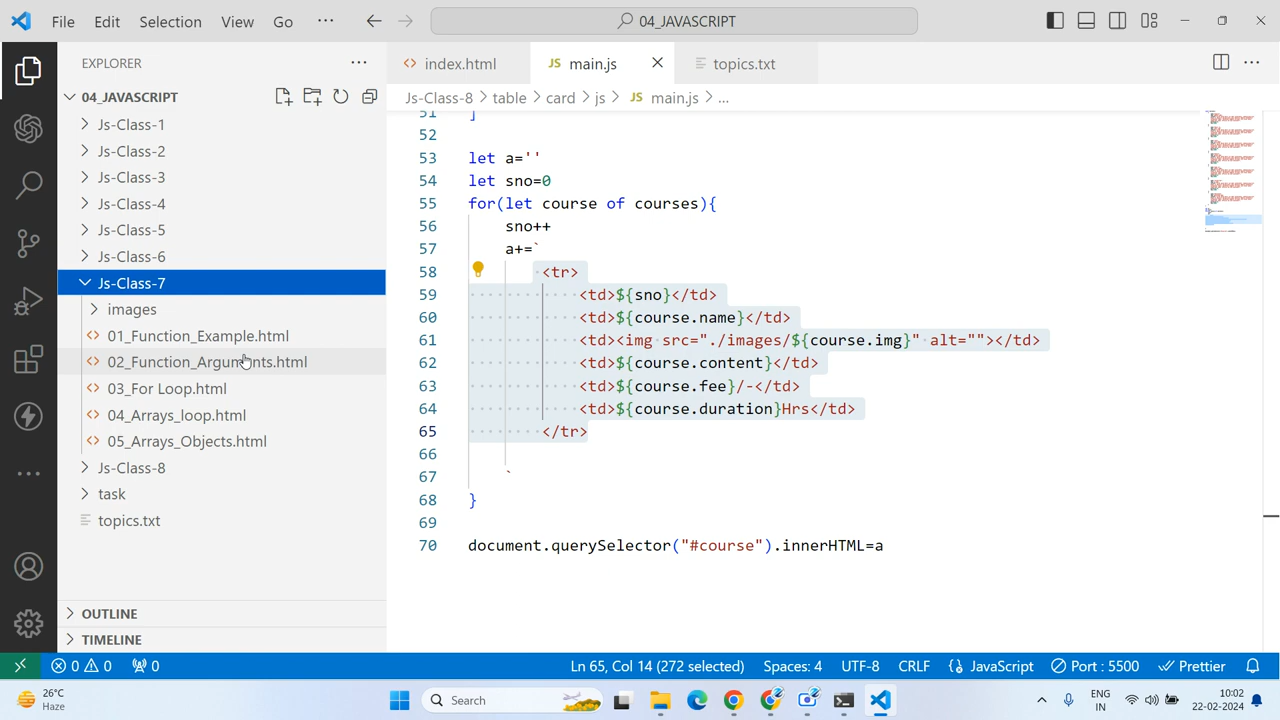 File Edit Selection View Go ··· 04_JAVASCRIPT
EXPLORER ···
04_JAVASCRIPT
Js-Class-1
Js-Class-2
Js-Class-3
Js-Class-4
Js-Class-5
Js-Class-6
Js-Class-7
images
01_Function_Example.html
02_Function_Arguments.html
03_For Loop.html
04_Arrays_loop.html
05_Arrays_Objects.html
Js-Class-8
task
topics.txt
OUTLINE
TIMELINE
<> index.html JS main.js topics.txt
Js-Class-8 > table > card > js > JS main.js > ...
51 ]
52
53 let a=''
54 let sno=0
55 for(let course of courses){
56 sno++
57 a+=`
58 <tr>
59 <td>${sno}</td>
60 <td>${course.name}</td>
61 <td><img src="./images/${course.img}" alt=""></td>
62 <td>${course.content}</td>
63 <td>${course.fee}/-</td>
64 <td>${course.duration}Hrs</td>
65 </tr>
66
67 `
68 }
69
70 document.querySelector("#course").innerHTML=a
0 0 0 Ln 65, Col 14 (272 selected) Spaces: 4 UTF-8 CRLF JavaScript Port : 5500 Prettier
26°C
Haze
Search
ENG
IN
10:02
22-02-2024